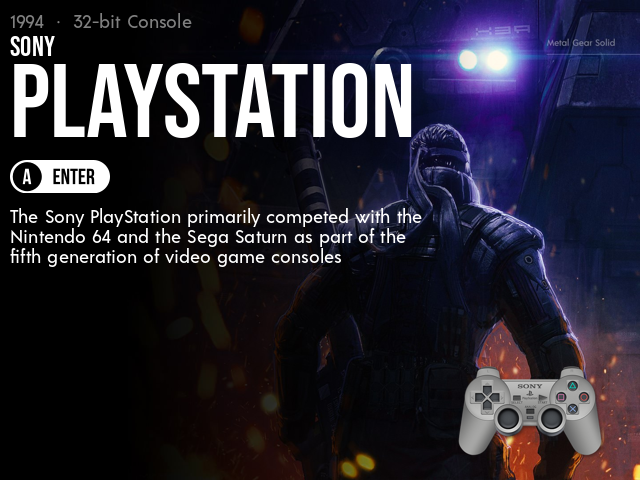 1994 · 32-bit Console
SONY
PLAYSTATION
Metal Gear Solid
A ENTER
The Sony PlayStation primarily competed with the
Nintendo 64 and the Sega Saturn as part of the
fifth generation of video game consoles
SONY